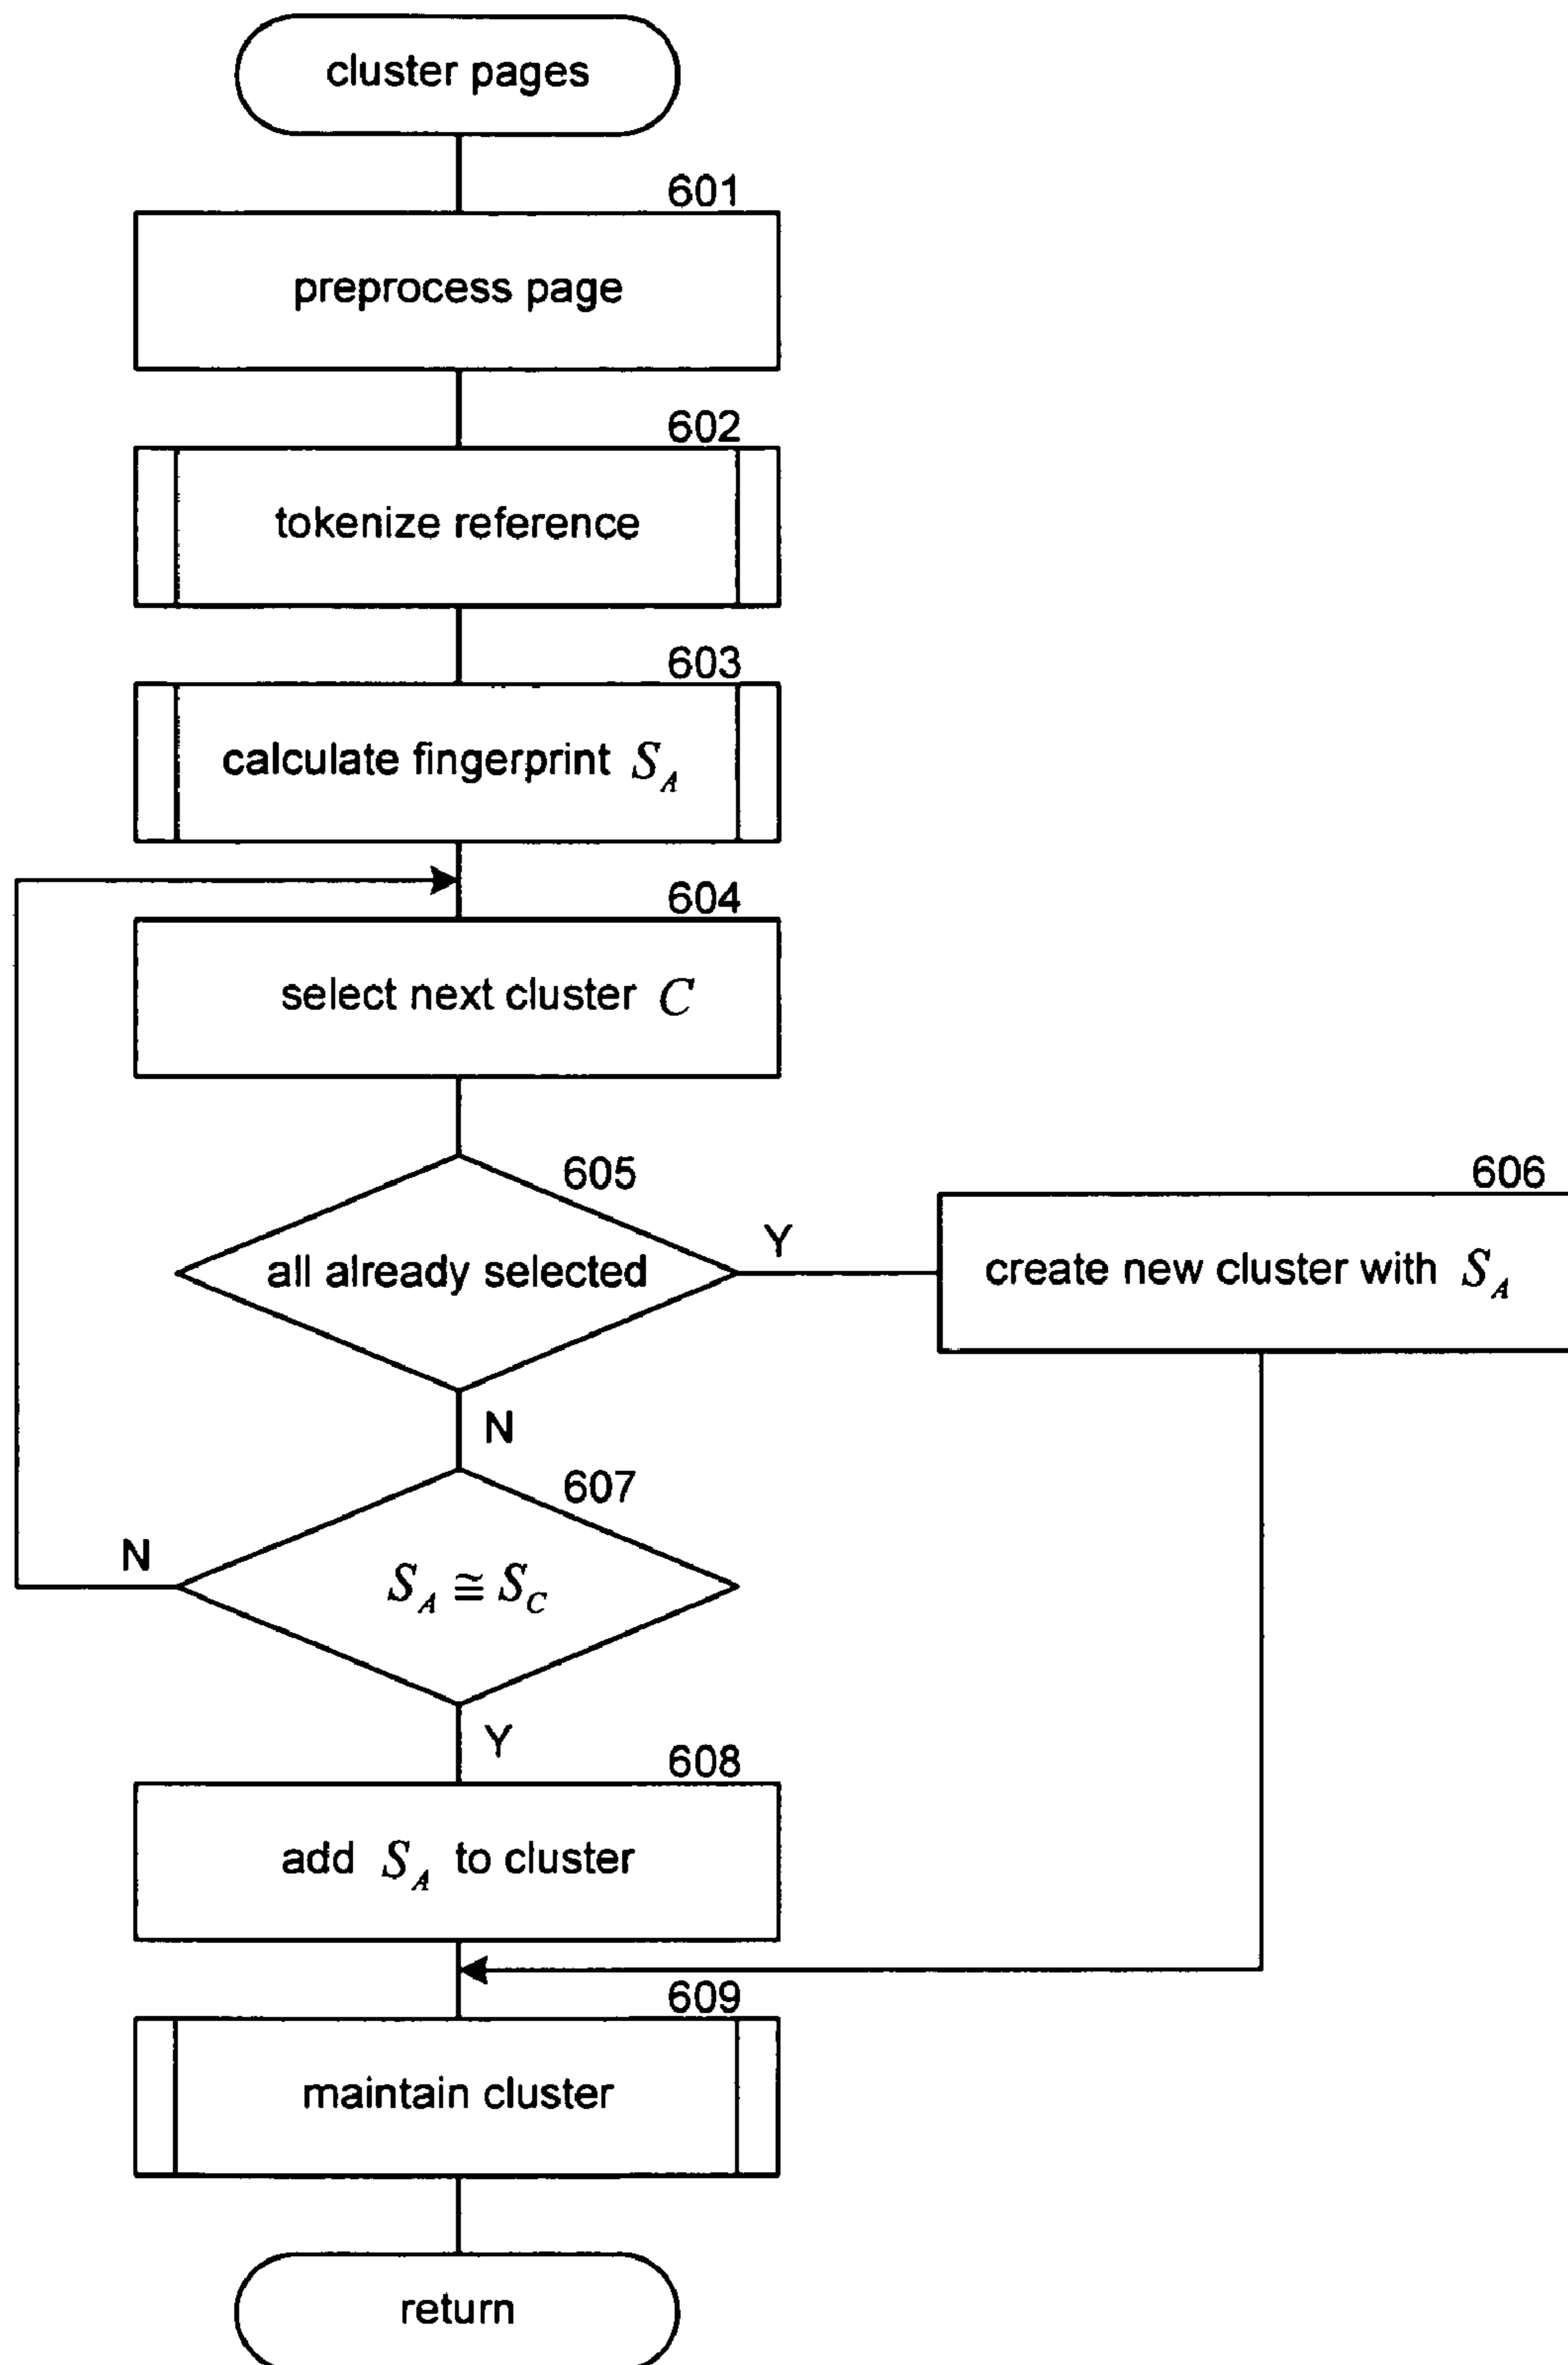 cluster pages
601
preprocess page
602
tokenize reference
603
calculate fingerprint S_A
604
select next cluster C
605
all already selected
Y
606
create new cluster with S_A
N
607
S_A ≅ S_C
N
Y
608
add S_A to cluster
609
maintain cluster
return